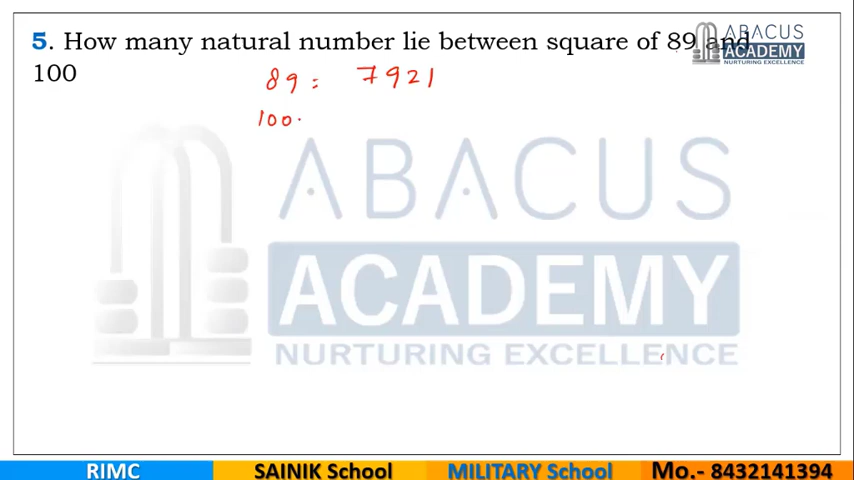 5. How many natural number lie between square of 89 and
100
ABACUS
ACADEMY
NURTURING EXCELLENCE
89 = 7921
100.
ABACUS
ACADEMY
NURTURING EXCELLENCE
RIMC SAINIK School MILITARY School Mo.- 8432141394